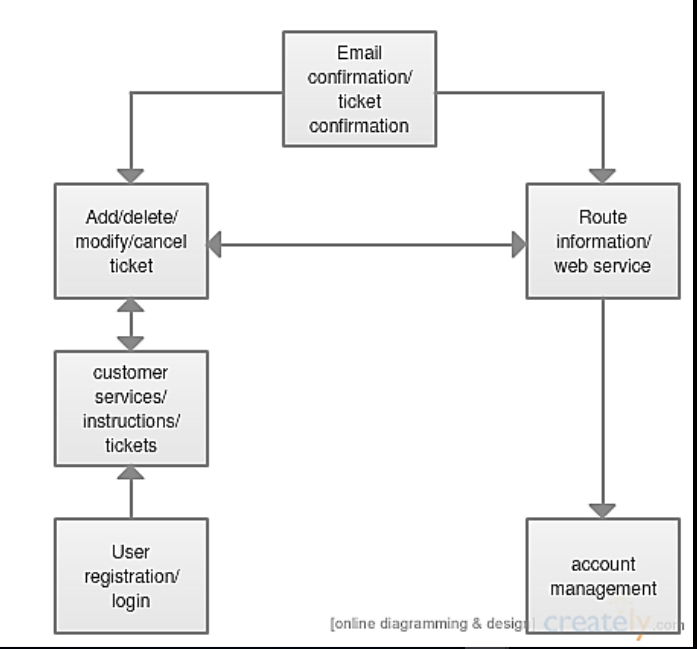 Email
confirmation/
ticket
confirmation
Add/delete/
modify/cancel
ticket
Route
information/
web service
customer
services/
instructions/
tickets
User
registration/
login
account
management
[online diagramming & design] creately.com